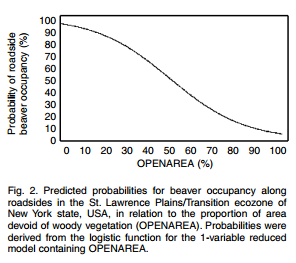 100
90
80
70
60
50
40
30
20
10
0
Probability of roadside
beaver occupancy (%)
0 10 20 30 40 50 60 70 80 90 100
OPENAREA (%)
Fig. 2. Predicted probabilities for beaver occupancy along
roadsides in the St. Lawrence Plains/Transition ecozone of
New York state, USA, in relation to the proportion of area
devoid of woody vegetation (OPENAREA). Probabilities were
derived from the logistic function for the 1-variable reduced
model containing OPENAREA.